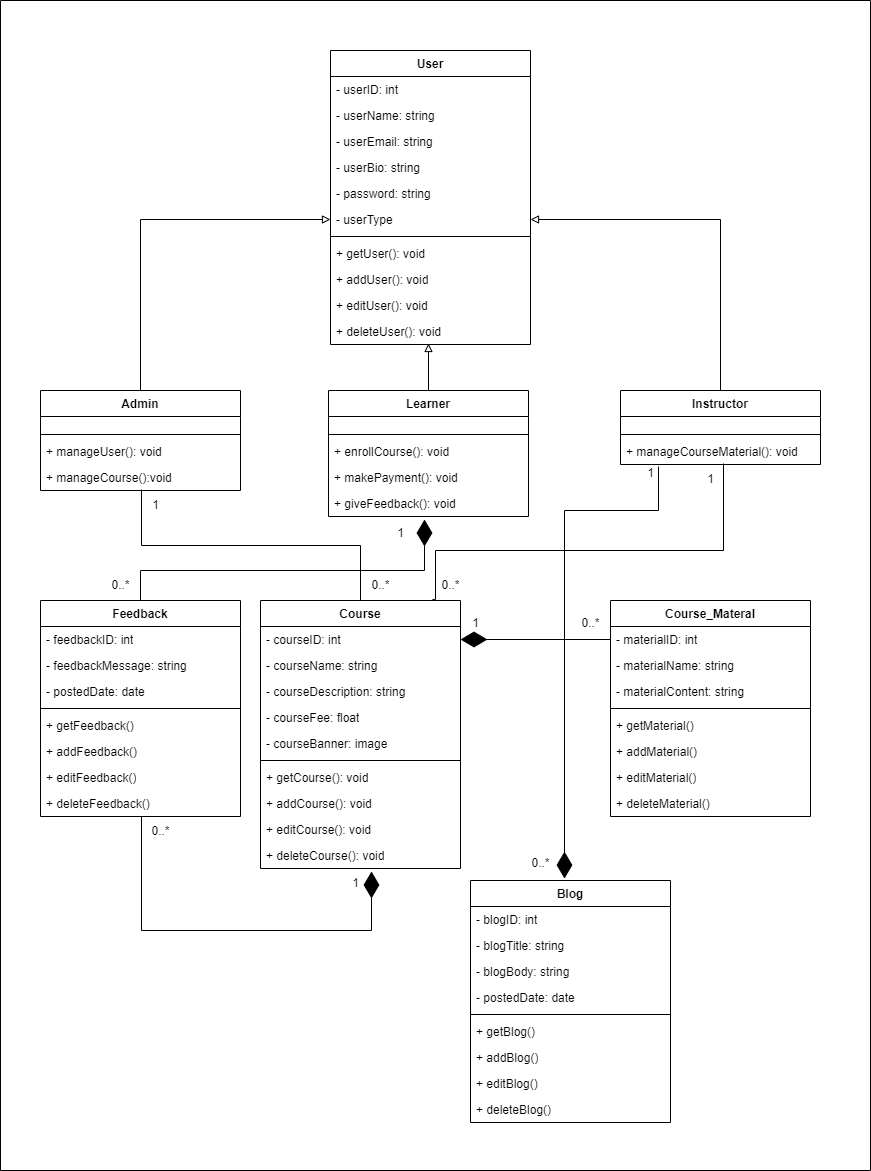 User
- userID: int
- userName: string
- userEmail: string
- userBio: string
- password: string
- userType
+ getUser(): void
+ addUser(): void
+ editUser(): void
+ deleteUser(): void
Admin
+ manageUser(): void
+ manageCourse():void
1
Learner
+ enrollCourse(): void
+ makePayment(): void
+ giveFeedback(): void
1
Instructor
+ manageCourseMaterial(): void
1
1
0..*
0..*
0..*
Feedback
- feedbackID: int
- feedbackMessage: string
- postedDate: date
+ getFeedback()
+ addFeedback()
+ editFeedback()
+ deleteFeedback()
0..*
Course
- courseID: int
- courseName: string
- courseDescription: string
- courseFee: float
- courseBanner: image
+ getCourse(): void
+ addCourse(): void
+ editCourse(): void
+ deleteCourse(): void
1
1
0..*
Course_Materal
- materialID: int
- materialName: string
- materialContent: string
+ getMaterial()
+ addMaterial()
+ editMaterial()
+ deleteMaterial()
0..*
Blog
- blogID: int
- blogTitle: string
- blogBody: string
- postedDate: date
+ getBlog()
+ addBlog()
+ editBlog()
+ deleteBlog()